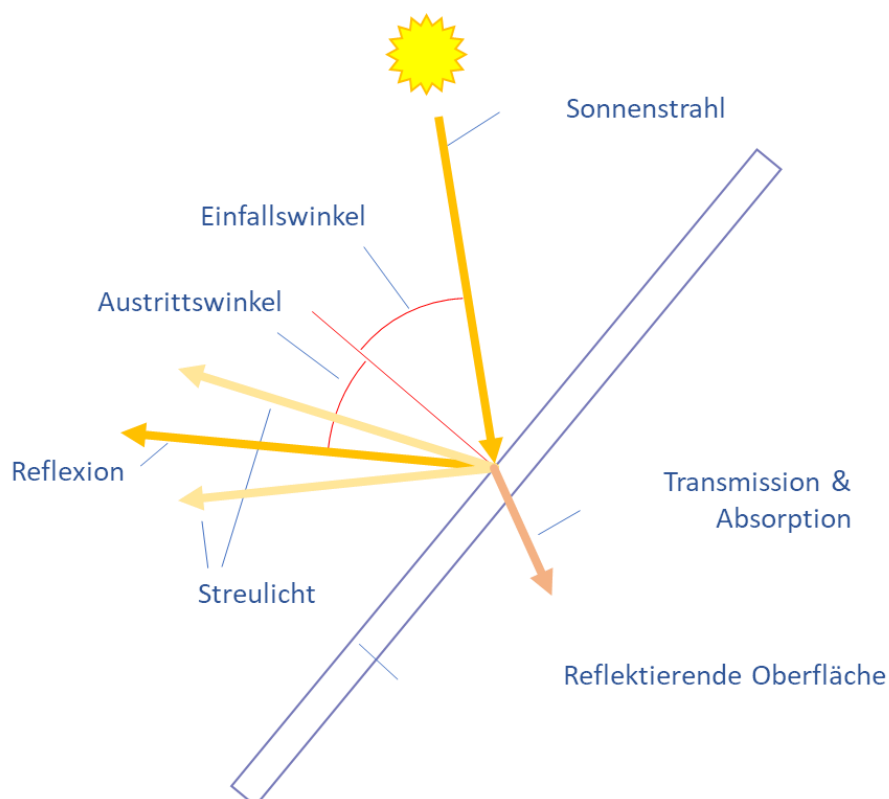 Sonnenstrahl
Einfallswinkel
Austrittswinkel
Reflexion
Transmission &
Absorption
Streulicht
Reflektierende Oberfläche